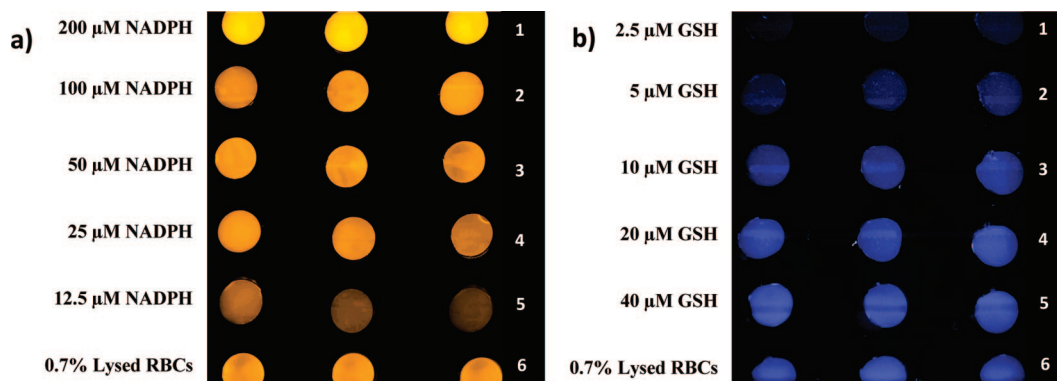 a)
200 µM NADPH 1
100 µM NADPH 2
50 µM NADPH 3
25 µM NADPH 4
12.5 µM NADPH 5
0.7% Lysed RBCs 6
b)
2.5 µM GSH 1
5 µM GSH 2
10 µM GSH 3
20 µM GSH 4
40 µM GSH 5
0.7% Lysed RBCs 6